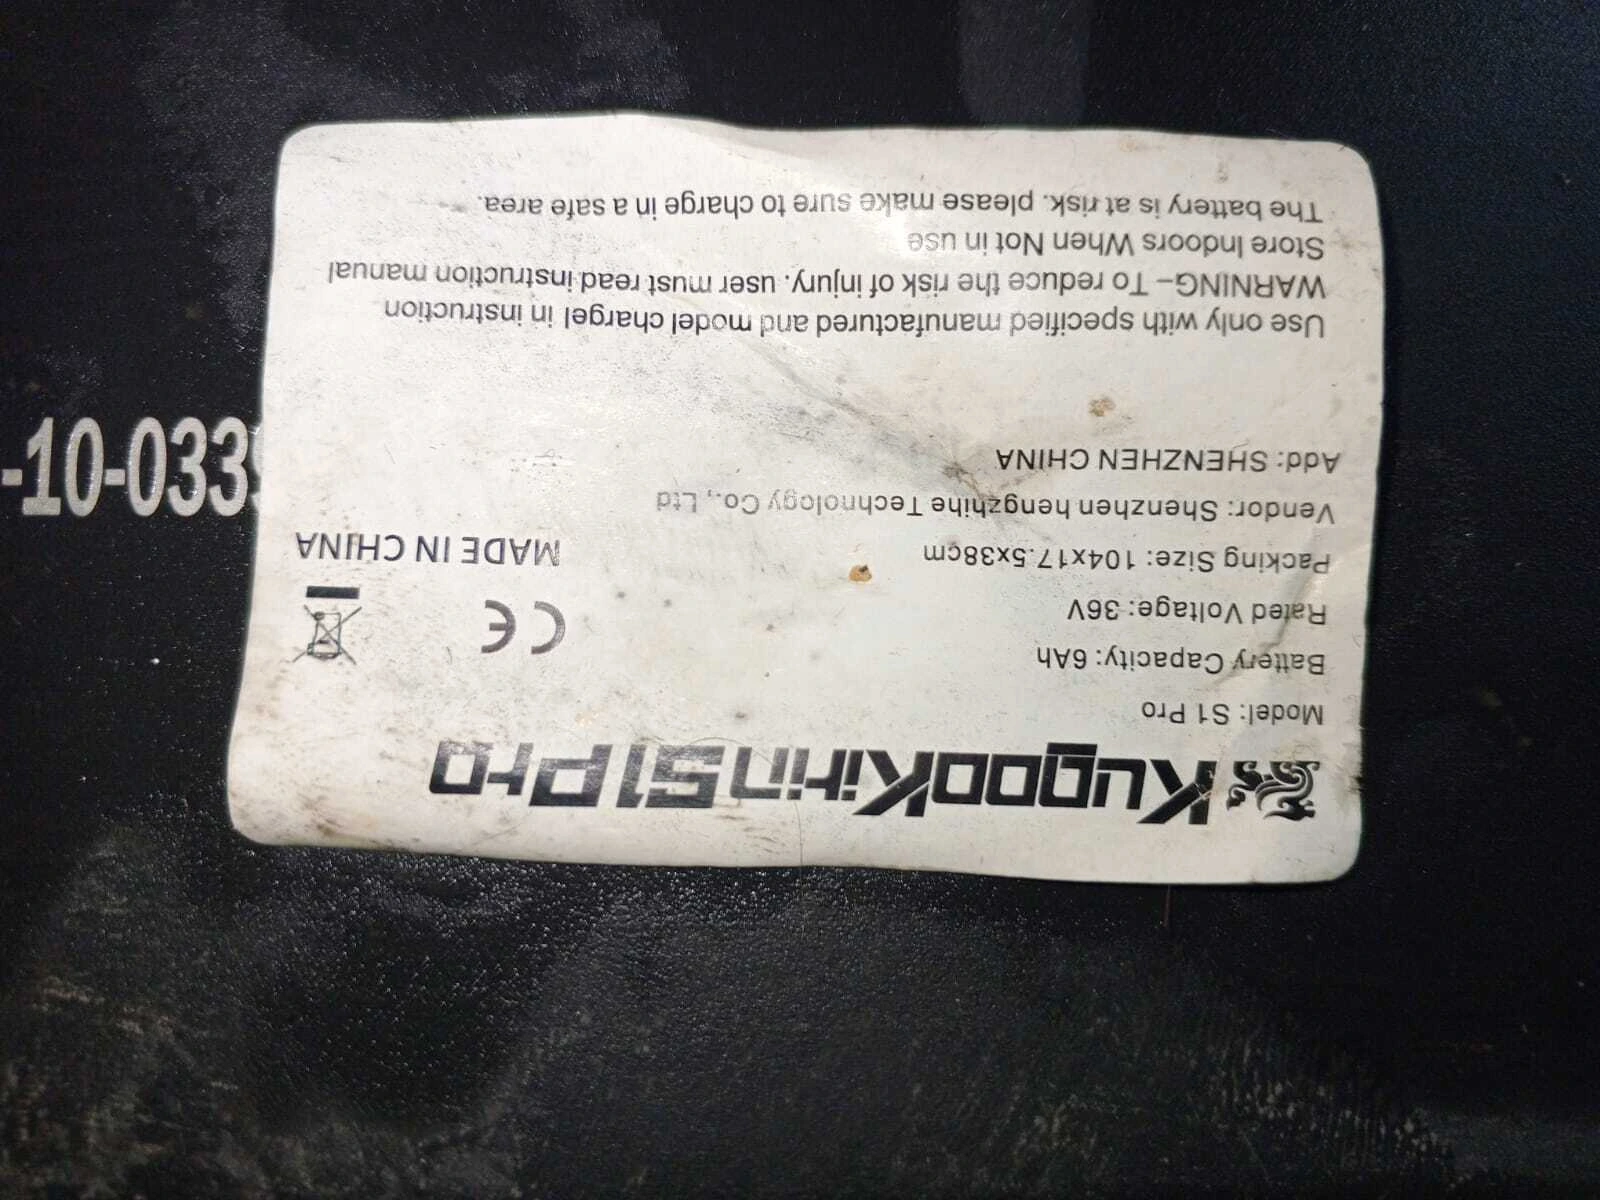 KugooKirin S1 Pro
Model: S1 Pro
Battery Capacity: 6Ah
Rated Voltage: 36V
Packing Size: 104x17.5x38cm
CE
MADE IN CHINA
Vendor: Shenzhen hengzhihe Technology Co., Ltd
Add: SHENZHEN CHINA
Use only with specified manufactured and model chargel in instruction
WARNING-To reduce the risk of injury. user must read instruction manual
Store Indoors When Not in use
The battery is at risk. please make sure to charge in a safe area.
-10-033